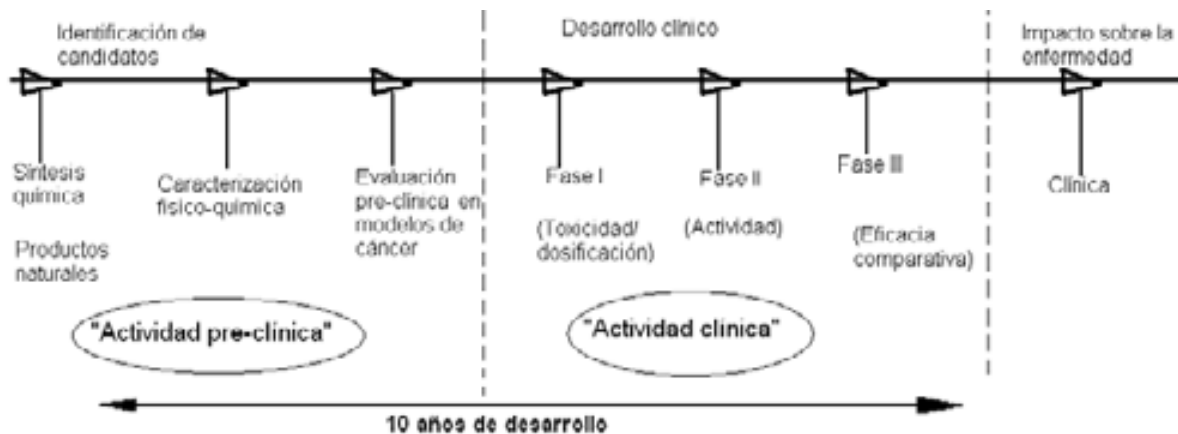 Identificación de
candidatos
Desarrollo clínico
Impacto sobre la
enfermedad
Síntesis
química
Productos
naturales
Caracterización
físico-química
Evaluación
pre-clínica en
modelos de
cáncer
Fase I
(Toxicidad/
dosificación)
Fase II
(Actividad)
Fase III
(Eficacia
comparativa)
Clínica
"Actividad pre-clínica"
"Actividad clínica"
10 años de desarrollo